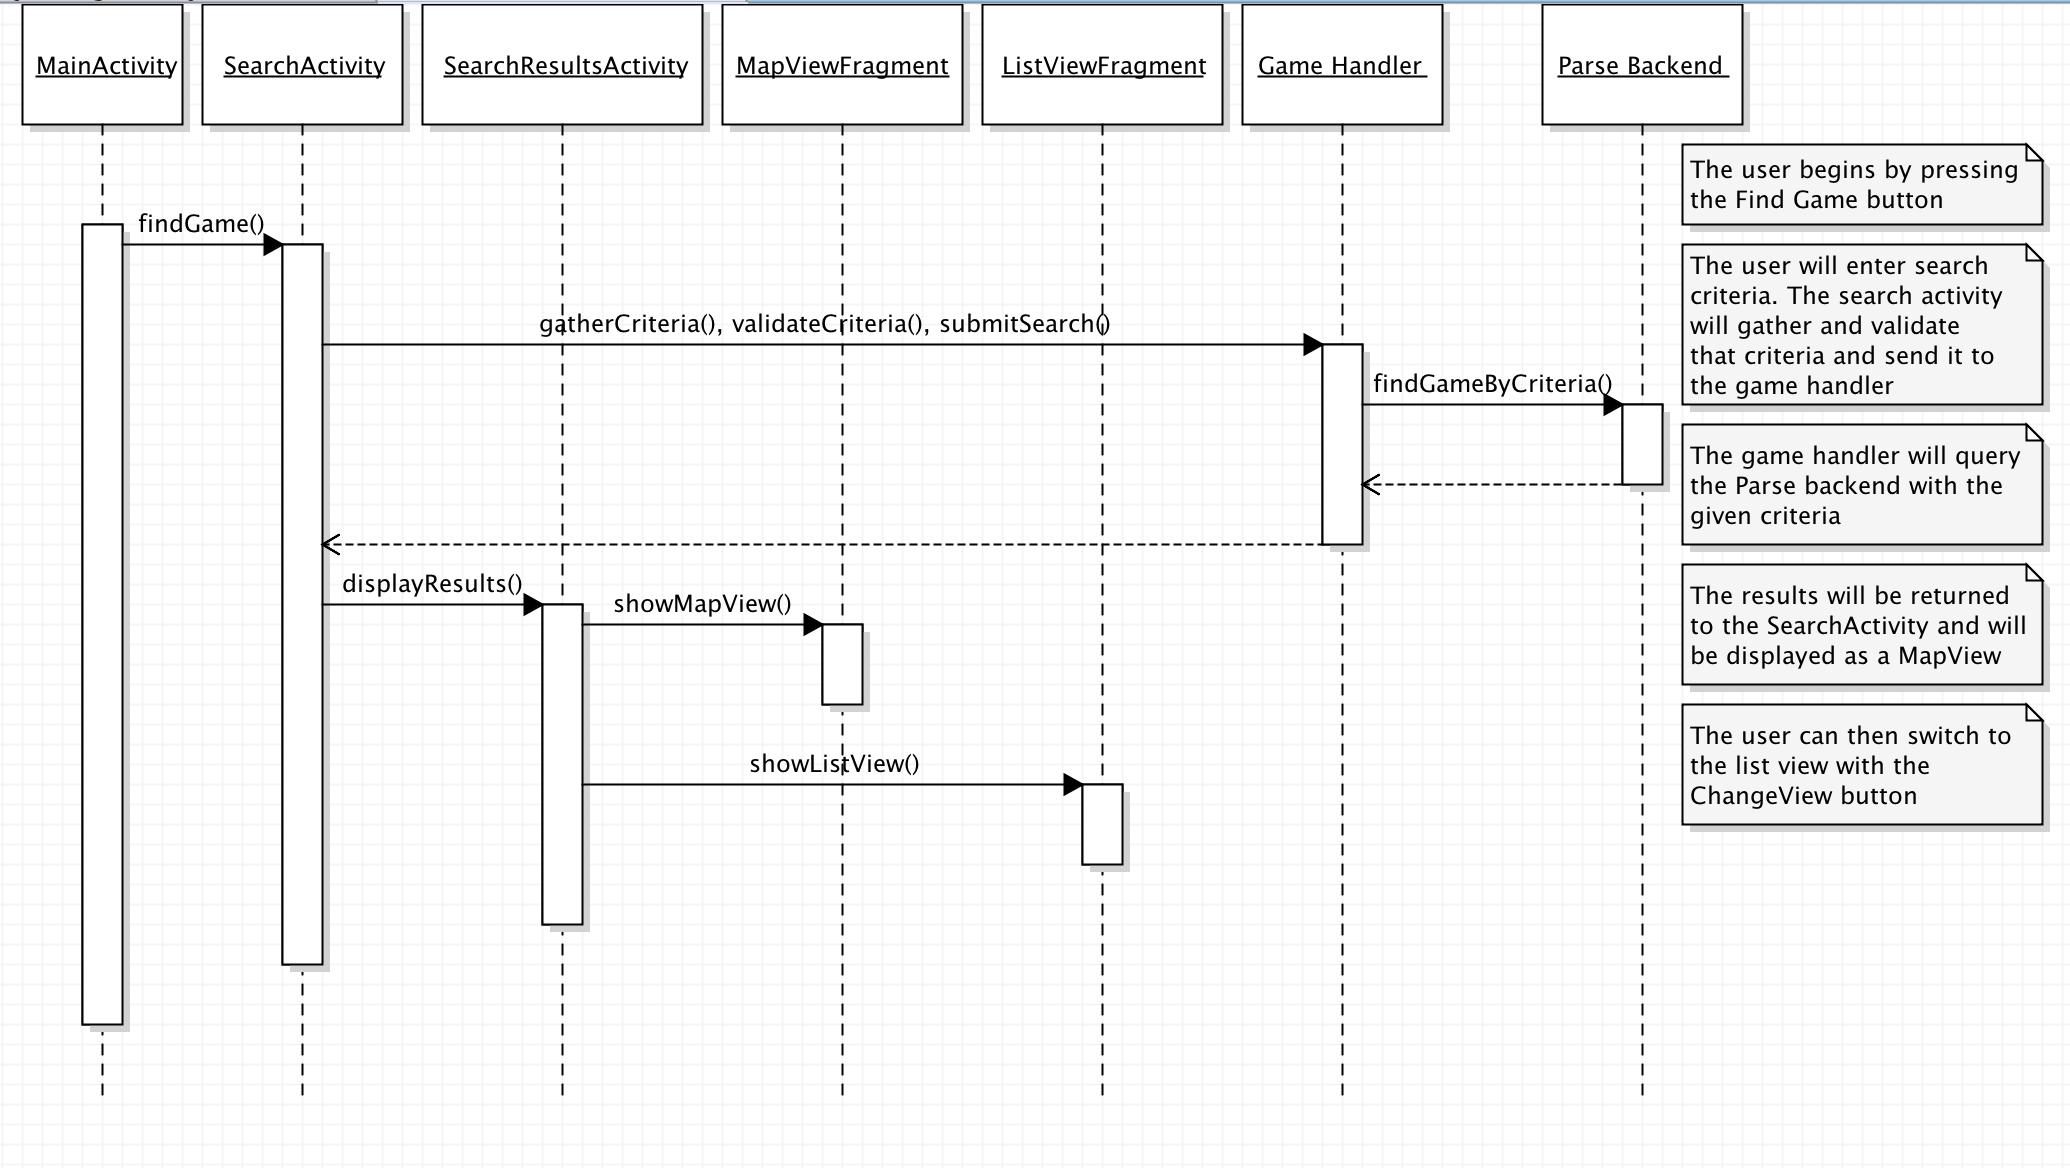 MainActivity
SearchActivity
SearchResultsActivity
MapViewFragment
ListViewFragment
Game Handler
Parse Backend
The user begins by pressing
the Find Game button
findGame()
The user will enter search
criteria. The search activity
will gather and validate
that criteria and send it to
the game handler
gatherCriteria(), validateCriteria(), submitSearch()
findGameByCriteria()
The game handler will query
the Parse backend with the
given criteria
displayResults()
showMapView()
The results will be returned
to the SearchActivity and will
be displayed as a MapView
showListView()
The user can then switch to
the list view with the
ChangeView button